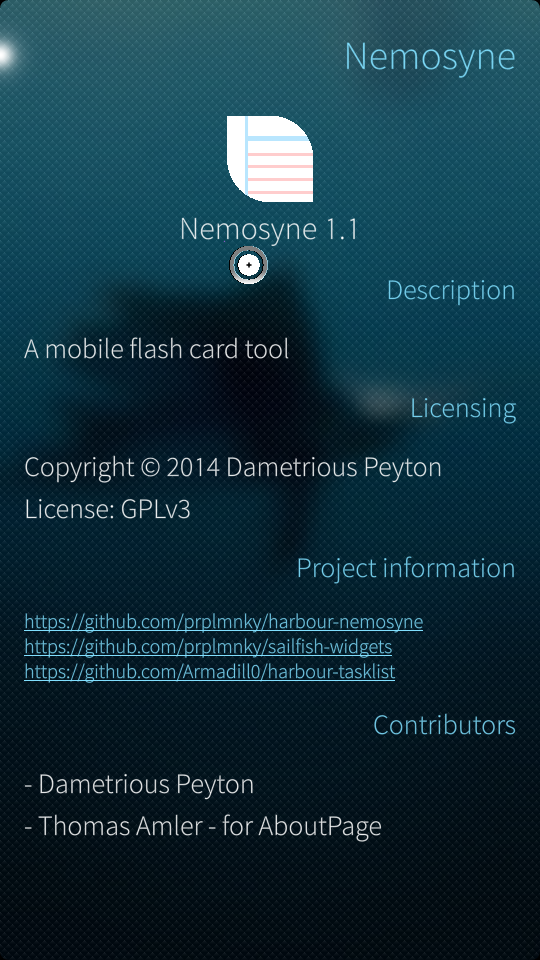 Nemosyne
Nemosyne 1.1
Description
A mobile flash card tool
Licensing
Copyright © 2014 Dametrious Peyton
License: GPLv3
Project information
https://github.com/prplmnky/harbour-nemosyne
https://github.com/prplmnky/sailfish-widgets
https://github.com/Armadill0/harbour-tasklist
Contributors
- Dametrious Peyton
- Thomas Amler - for AboutPage